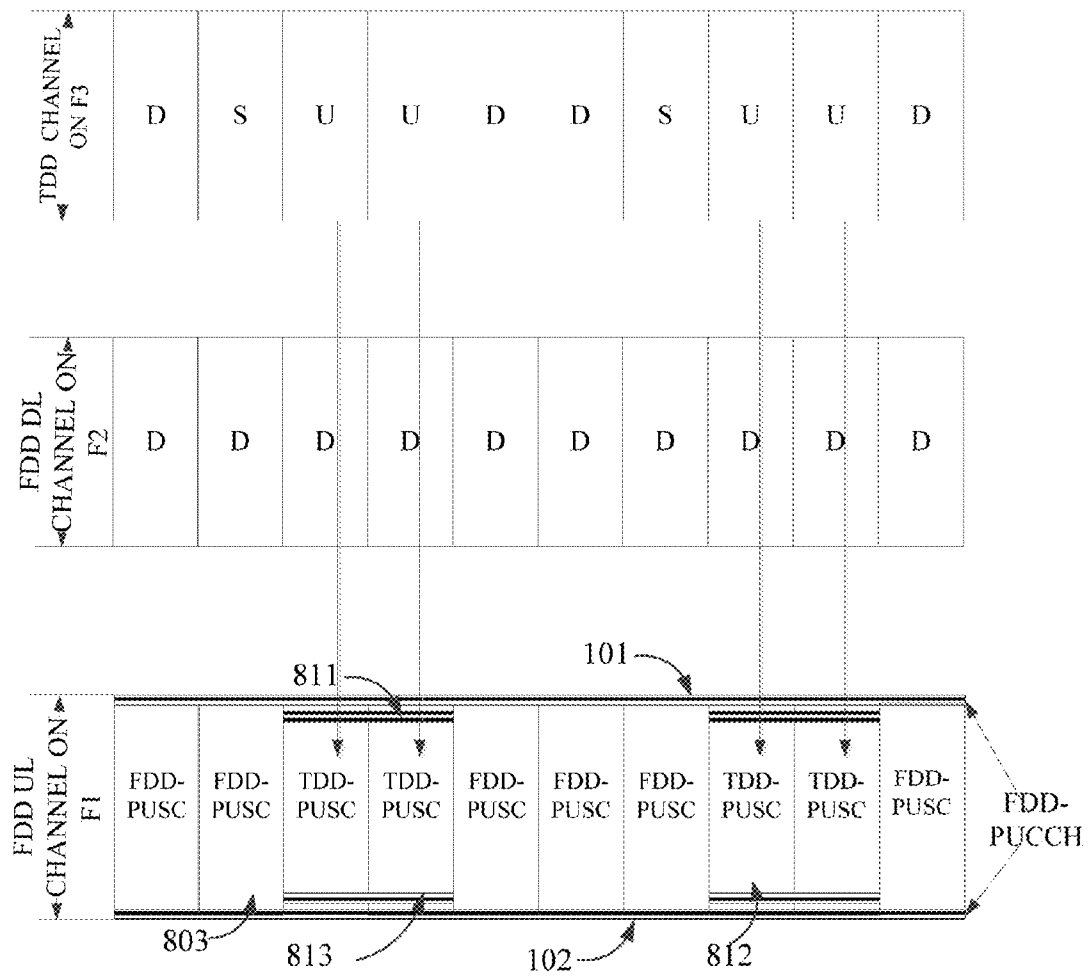 TDD CHANNEL
ON F3
D S U U D D S U U D
FDD DL
CHANNEL ON
F2
D D D D D D D D D D
811
101
FDD UL
CHANNEL ON
F1
FDD-
PUSC
FDD-
PUSC
TDD-
PUSC
TDD-
PUSC
FDD-
PUSC
FDD-
PUSC
FDD-
PUSC
TDD-
PUSC
TDD-
PUSC
FDD-
PUSC
FDD-
PUCCH
803
813
102
812